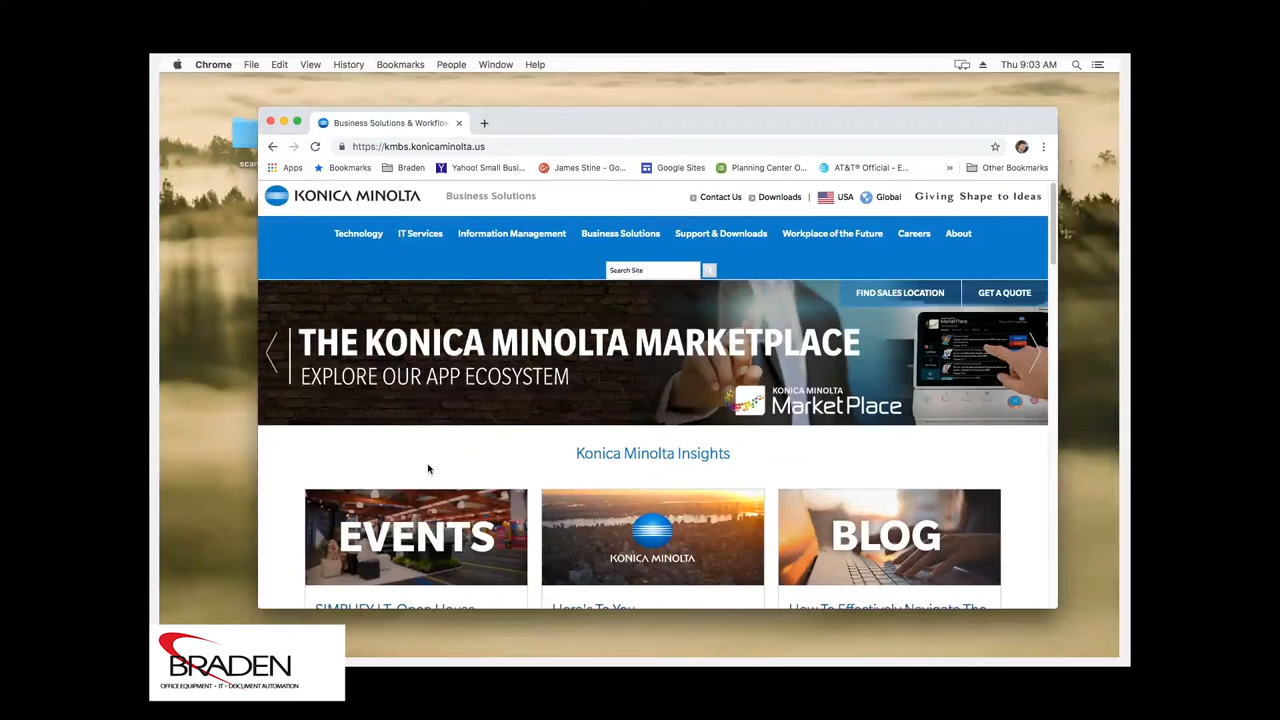 Chrome File Edit View History Bookmarks People Window Help Thu 9:03 AM
scan
Business Solutions & Workflow
https://kmbs.konicaminolta.us
Apps Bookmarks Braden Yahoo! Small Busi... James Stine - Go... Google Sites Planning Center O... AT&T Official - E... » Other Bookmarks
KONICA MINOLTA Business Solutions Contact Us Downloads | USA Global Giving Shape to Ideas
Technology IT Services Information Management Business Solutions Support & Downloads Workplace of the Future Careers About
Search Site
FIND SALES LOCATION GET A QUOTE
THE KONICA MINOLTA MARKETPLACE
EXPLORE OUR APP ECOSYSTEM
KONICA MINOLTA
MarketPlace
Konica Minolta Insights
EVENTS
KONICA MINOLTA
BLOG
SIMPLIFY I.T. Open House
Here's To You
How To Effectively Navigate The
BRADEN
OFFICE EQUIPMENT • IT • DOCUMENT AUTOMATION